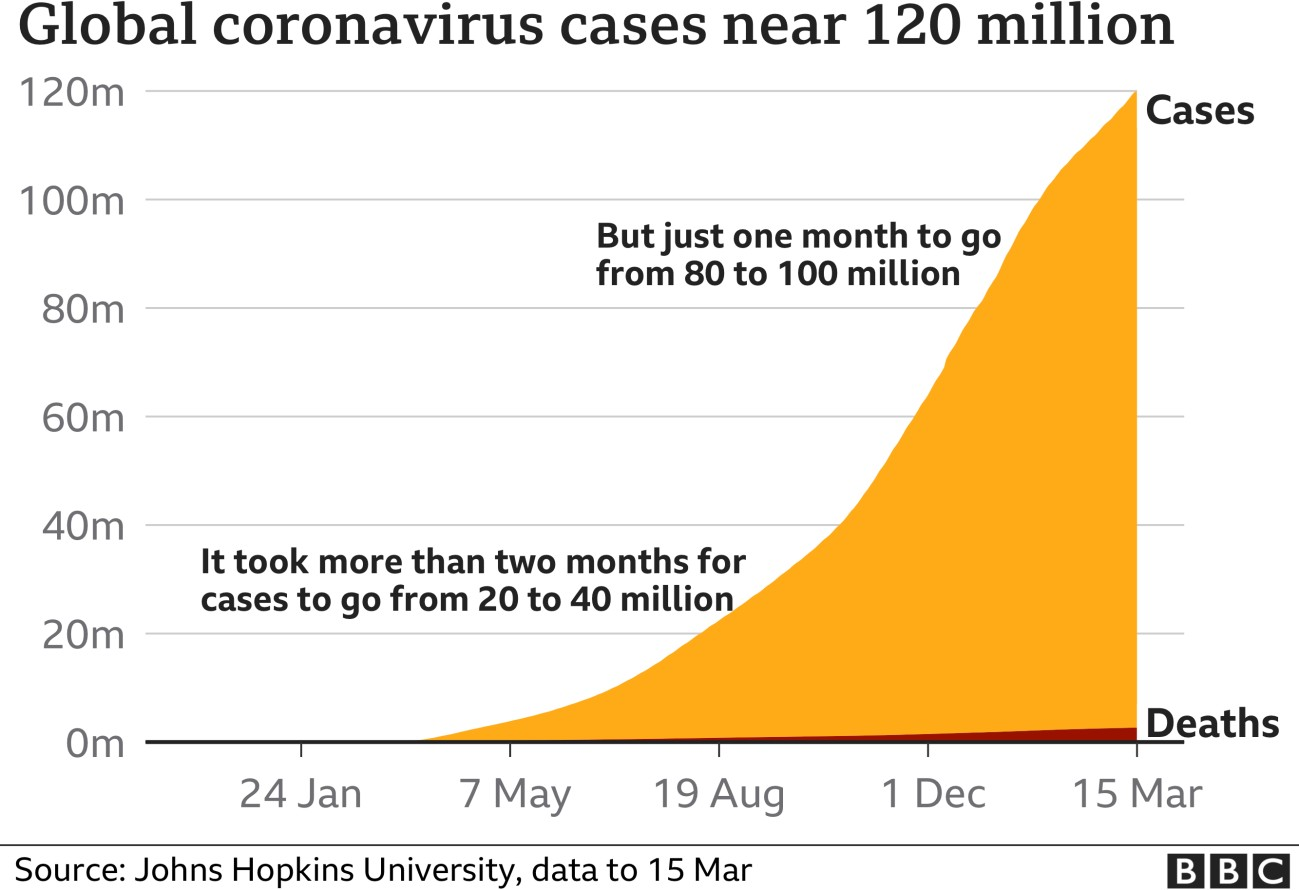 Global coronavirus cases near 120 million
120m
Cases
100m
But just one month to go
from 80 to 100 million
80m
60m
40m
It took more than two months for
cases to go from 20 to 40 million
20m
Deaths
0m
24 Jan
7 May
19 Aug
1 Dec
15 Mar
Source: Johns Hopkins University, data to 15 Mar
BBC